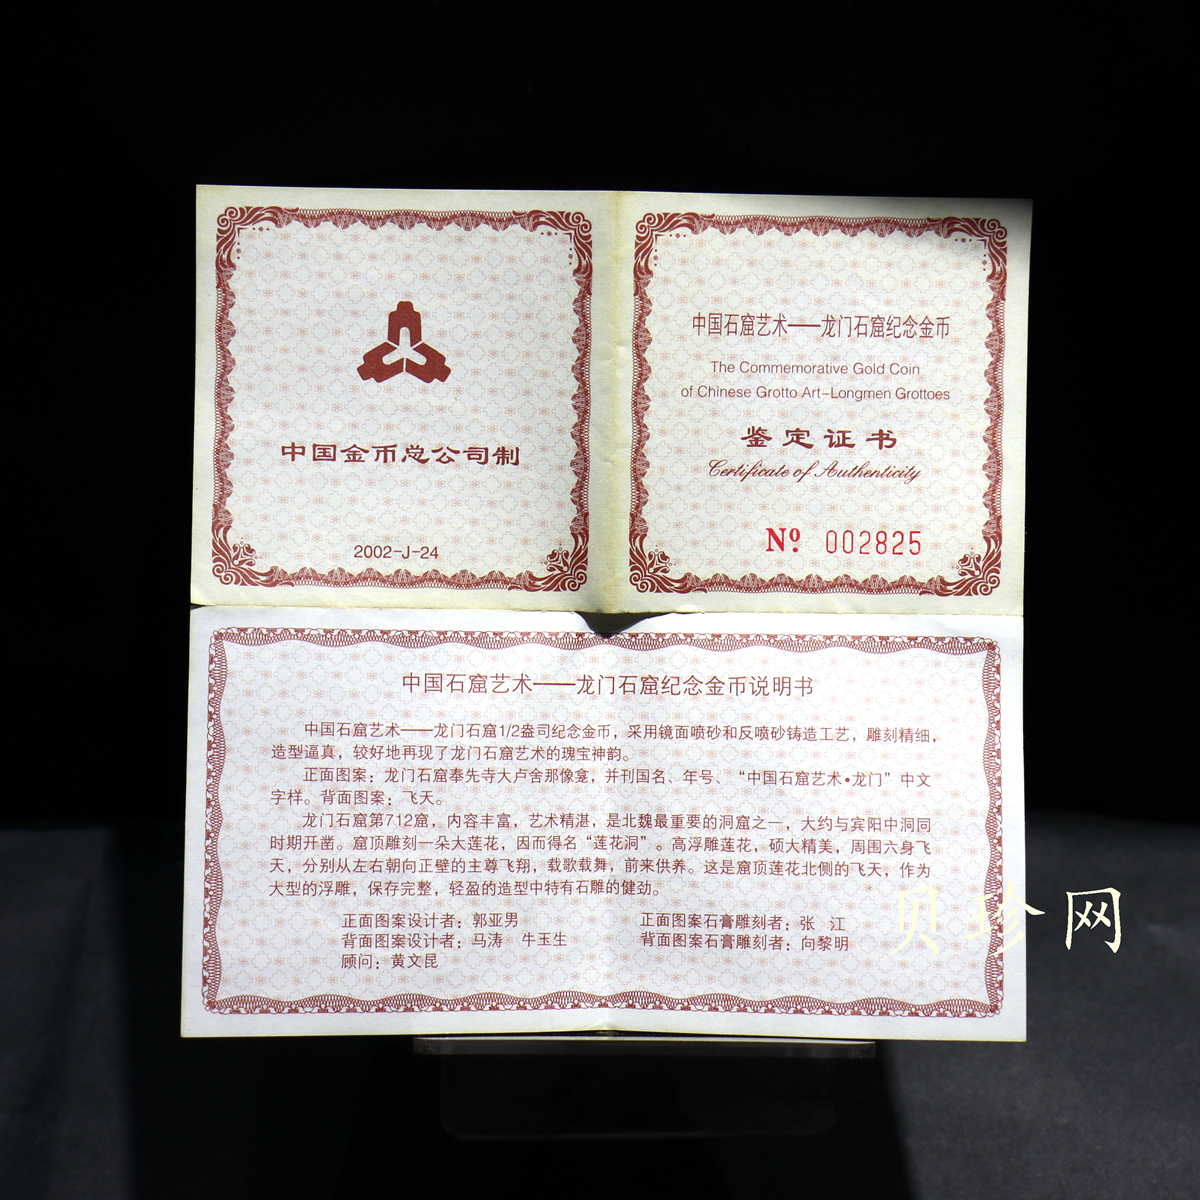 中国金币总公司制
2002-J-24
中国石窟艺术——龙门石窟纪念金币
The Commemorative Gold Coin
of Chinese Grotto Art-Longmen Grottoes
鉴定证书
Certificate of Authenticity
Nº 002825
中国石窟艺术——龙门石窟纪念金币说明书
中国石窟艺术——龙门石窟1/2盎司纪念金币，采用镜面喷砂和反喷砂铸造工艺，雕刻精细，
造型逼真，较好地再现了龙门石窟艺术的瑰宝神韵。
正面图案：龙门石窟奉先寺大卢舍那像龛，并刊国名、年号、“中国石窟艺术•龙门”中文
字样。背面图案：飞天。
龙门石窟第712窟，内容丰富，艺术精湛，是北魏最重要的洞窟之一，大约与宾阳中洞同
时期开凿。窟顶雕刻一朵大莲花，因而得名“莲花洞”。高浮雕莲花，硕大精美，周围六身飞
天，分别从左右朝向正壁的主尊飞翔，载歌载舞，前来供养。这是窟顶莲花北侧的飞天，作为
大型的浮雕，保存完整，轻盈的造型中特有石雕的健劲。
正面图案设计者：郭亚男
正面图案石膏雕刻者：张 江
背面图案设计者：马涛 牛玉生
背面图案石膏雕刻者：向黎明
顾问：黄文昆
贝珍网